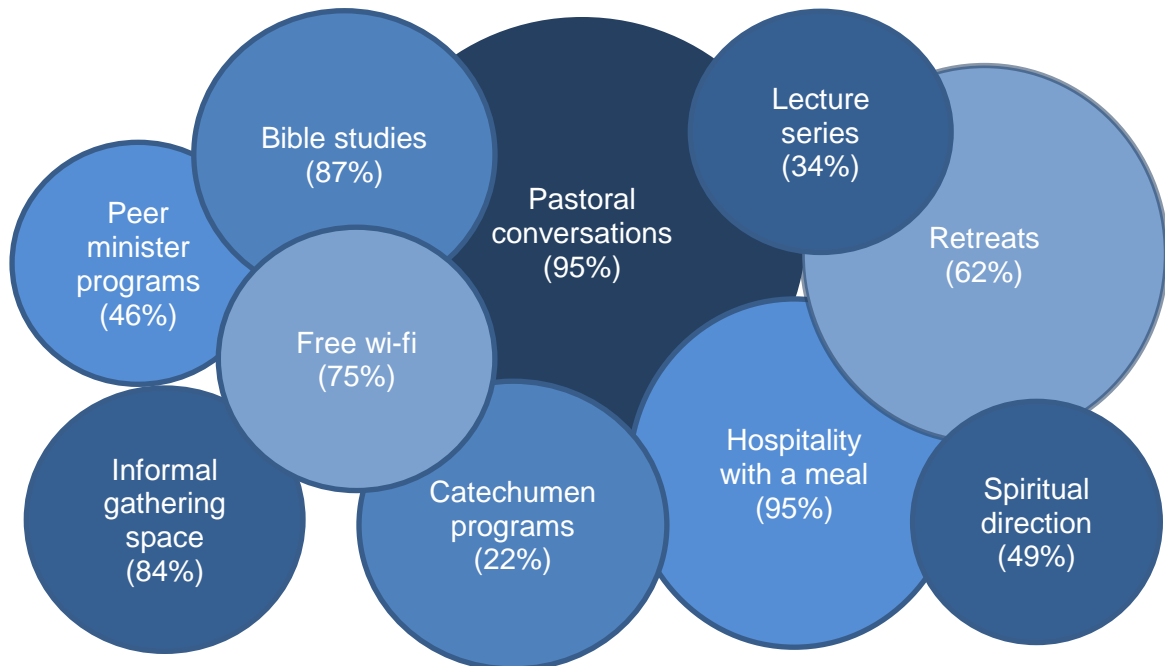 Bible studies
(87%)
Lecture
series
(34%)
Pastoral
conversations
(95%)
Peer
minister
programs
(46%)
Retreats
(62%)
Free wi-fi
(75%)
Hospitality
with a meal
(95%)
Informal
gathering
space
(84%)
Catechumen
programs
(22%)
Spiritual
direction
(49%)